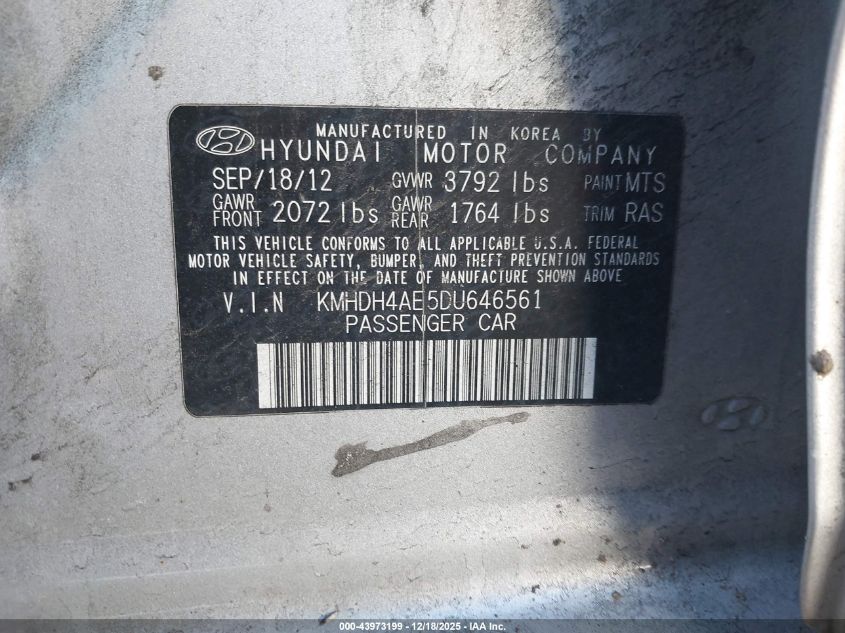 MANUFACTURED IN KOREA BY
HYUNDAI MOTOR COMPANY
SEP/18/12 GVWR 3792 lbs PAINT MTS
GAWR FRONT 2072 lbs GAWR REAR 1764 lbs TRIM RAS
THIS VEHICLE CONFORMS TO ALL APPLICABLE U.S.A. FEDERAL
MOTOR VEHICLE SAFETY, BUMPER, AND THEFT PREVENTION STANDARDS
IN EFFECT ON THE DATE OF MANUFACTURE SHOWN ABOVE.
V.I.N KMHDH4AE5DU646561
PASSENGER CAR
000-43973199 - 12/18/2025 - IAA Inc.